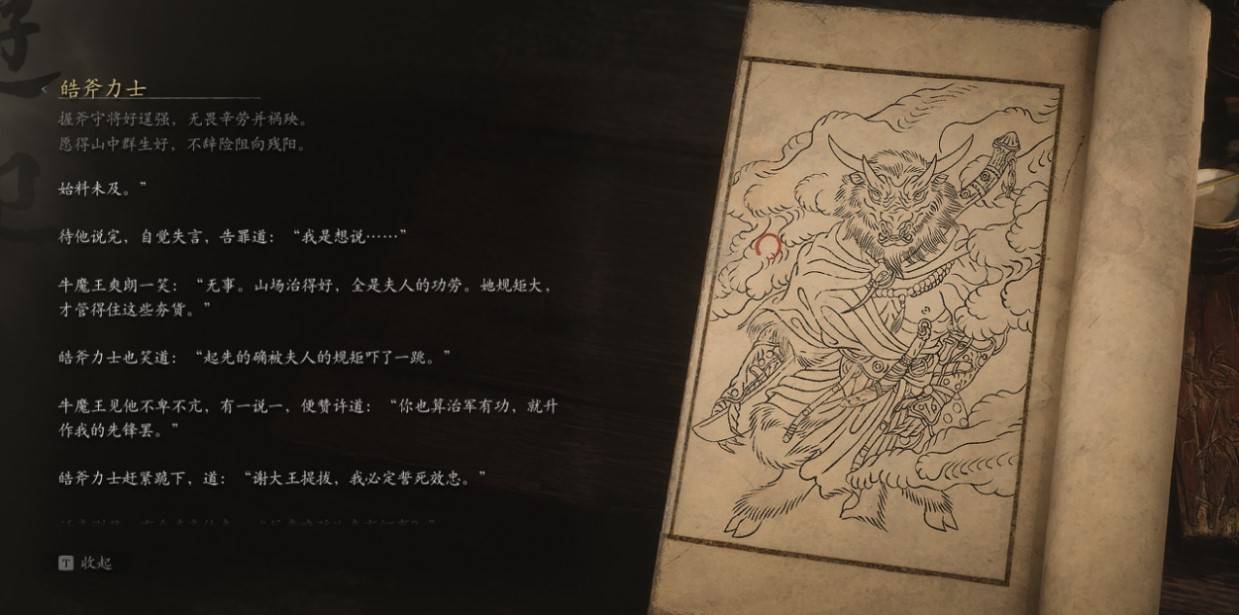 皓斧力士
握斧守将好逞强，无畏辛劳并祸殃。
愿得山中群生好，不辞险阻向残阳。
始料未及。”
待他说完，自觉失言，告罪道：“我是想说……”
牛魔王爽朗一笑：“无事。山场治得好，全是夫人的功劳。她规矩大，
才管得住这些夯货。”
皓斧力士也笑道：“起先的确被夫人的规矩吓了一跳。”
牛魔王见他不卑不亢，有一说一，便赞许道：“你也算治军有功，就升
作我的先锋罢。”
皓斧力士赶紧跪下，道：“谢大王提拔，我必定誓死效忠。”
T 收起